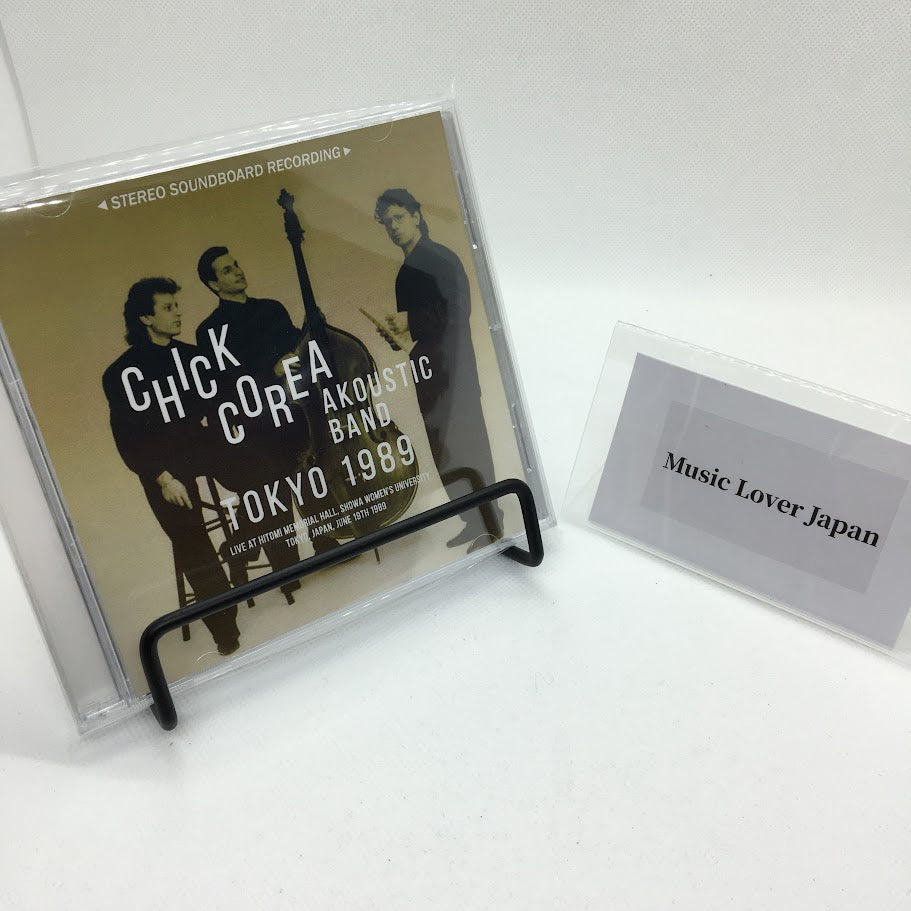 ◀ STEREO SOUNDBOARD RECORDING ▶
CHICK
COREA
AKOUSTIC
BAND
TOKYO 1989
LIVE AT HITOMI MEMORIAL HALL, SHOWA WOMEN'S UNIVERSITY,
TOKYO, JAPAN, JUNE 19TH 1989
Music Lover Japan